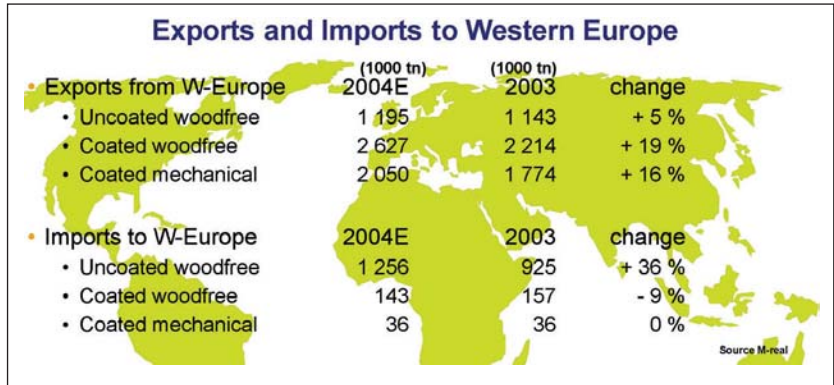 Exports and Imports to Western Europe
(1000 tn) (1000 tn)
• Exports from W-Europe 2004E 2003 change
• Uncoated woodfree 1 195 1 143 + 5 %
• Coated woodfree 2 627 2 214 + 19 %
• Coated mechanical 2 050 1 774 + 16 %
• Imports to W-Europe 2004E 2003 change
• Uncoated woodfree 1 256 925 + 36 %
• Coated woodfree 143 157 - 9 %
• Coated mechanical 36 36 0 %
Source M-real